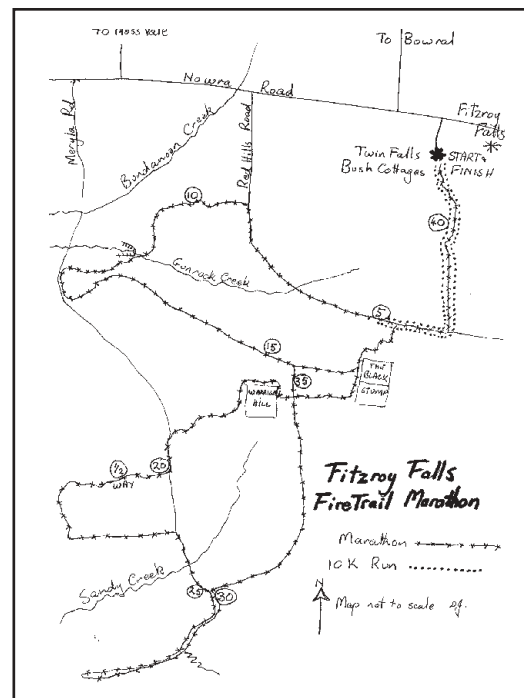 TO MOSS VALE
To Bowral
Nowra Road
Fitzroy
Falls
Meryla Rd
Bundanoon Creek
Red Hills Road
Twin Falls
Bush Cottages
START &
FINISH
10
40
Gunrock Creek
5
15
35
THE
BLACK
STUMP
WARRIGAL
HILL
20
1/2
WAY
Fitzroy Falls
FireTrail Marathon
Marathon
10K Run
Sandy Creek
25
30
N
Map not to scale